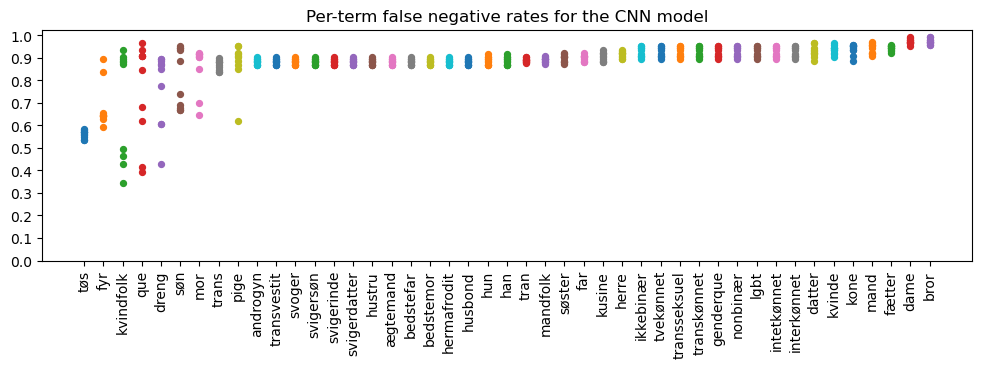 Per-term false negative rates for the CNN model
1.0
0.9
0.8
0.7
0.6
0.5
0.4
0.3
0.2
0.1
0.0
tøs
fyr
kvindfolk
que
dreng
søn
mor
trans
pige
androgyn
transvestit
svoger
svigersøn
svigerinde
svigerdatter
hustru
ægtemand
bedstefar
bedstemor
hermafrodit
husbond
hun
han
tran
mandfolk
søster
far
kusine
herre
ikkebinær
tvekønnet
transseksuel
transkønnet
genderque
nonbinær
lgbt
intetkønnet
interkønnet
datter
kvinde
kone
mand
fætter
dame
bror